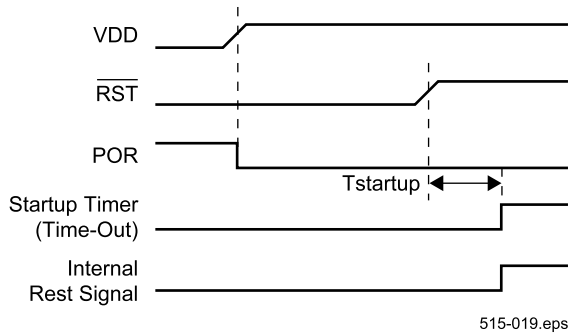 VDD
RST
POR
Tstartup
Startup Timer
(Time-Out)
Internal
Rest Signal
515-019.eps